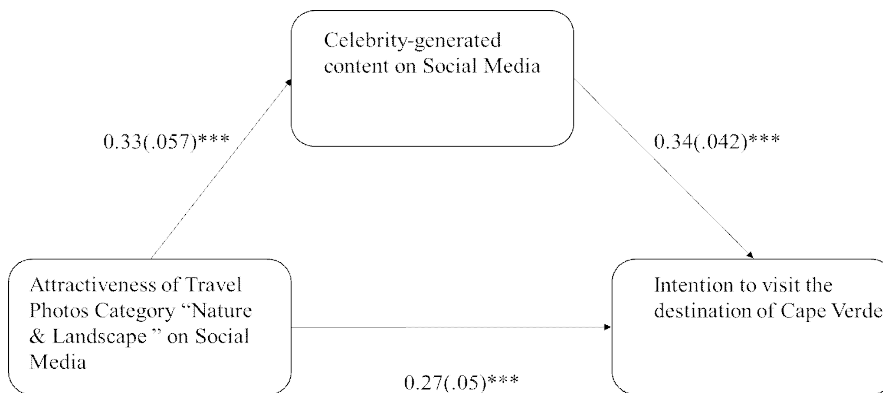 Celebrity-generated
content on Social Media
0.33(.057)***
0.34(.042)***
Attractiveness of Travel
Photos Category “Nature
& Landscape ” on Social
Media
Intention to visit the
destination of Cape Verde
0.27(.05)***